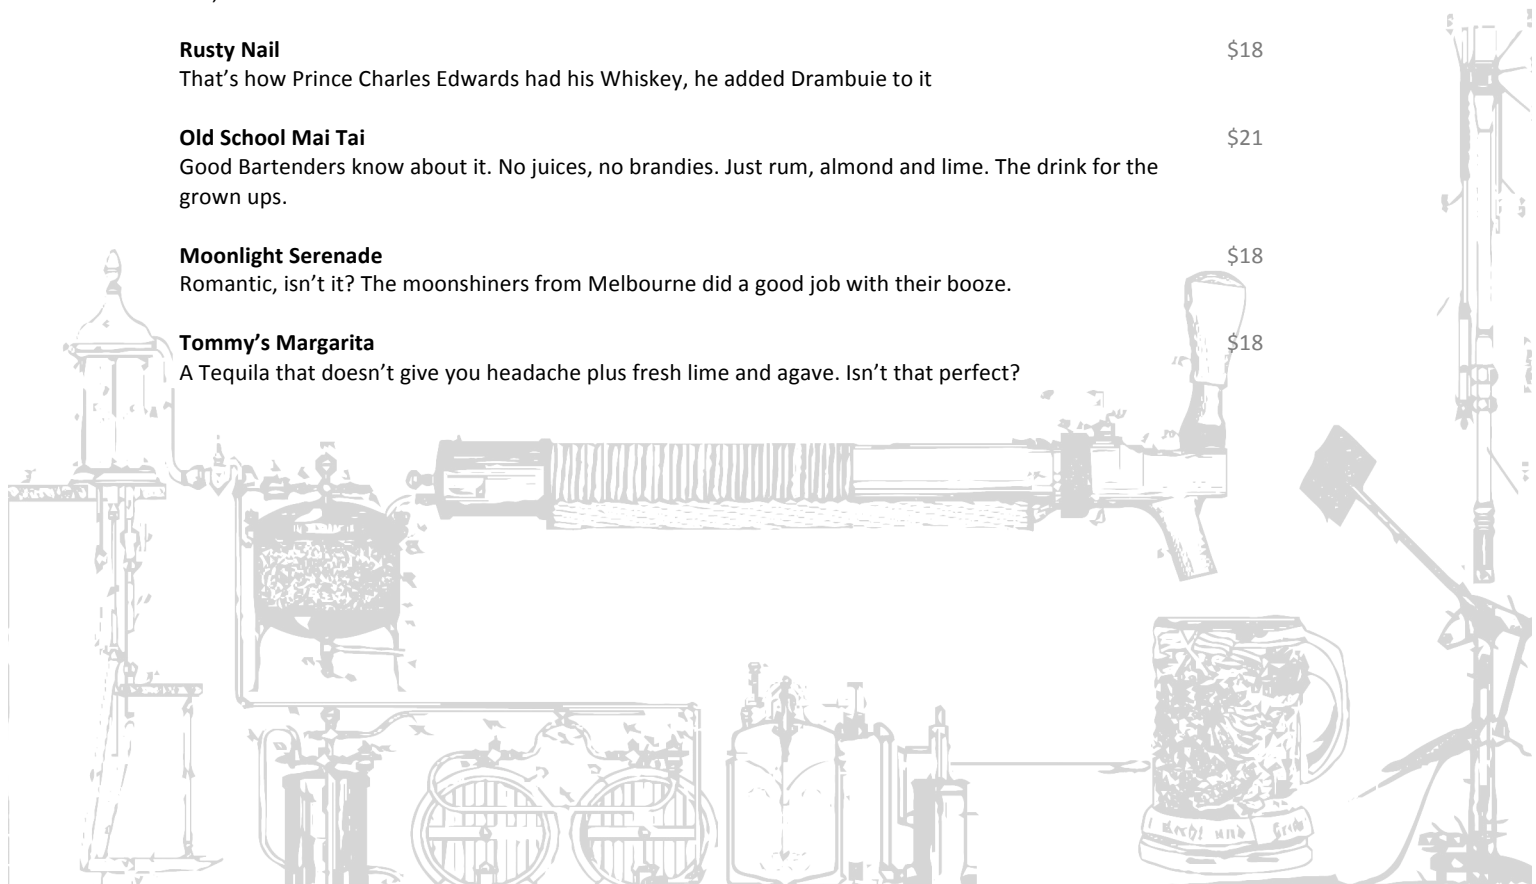 Rusty Nail $18
That’s how Prince Charles Edwards had his Whiskey, he added Drambuie to it
Old School Mai Tai $21
Good Bartenders know about it. No juices, no brandies. Just rum, almond and lime. The drink for the
grown ups.
Moonlight Serenade $18
Romantic, isn’t it? The moonshiners from Melbourne did a good job with their booze.
Tommy’s Margarita $18
A Tequila that doesn’t give you headache plus fresh lime and agave. Isn’t that perfect?